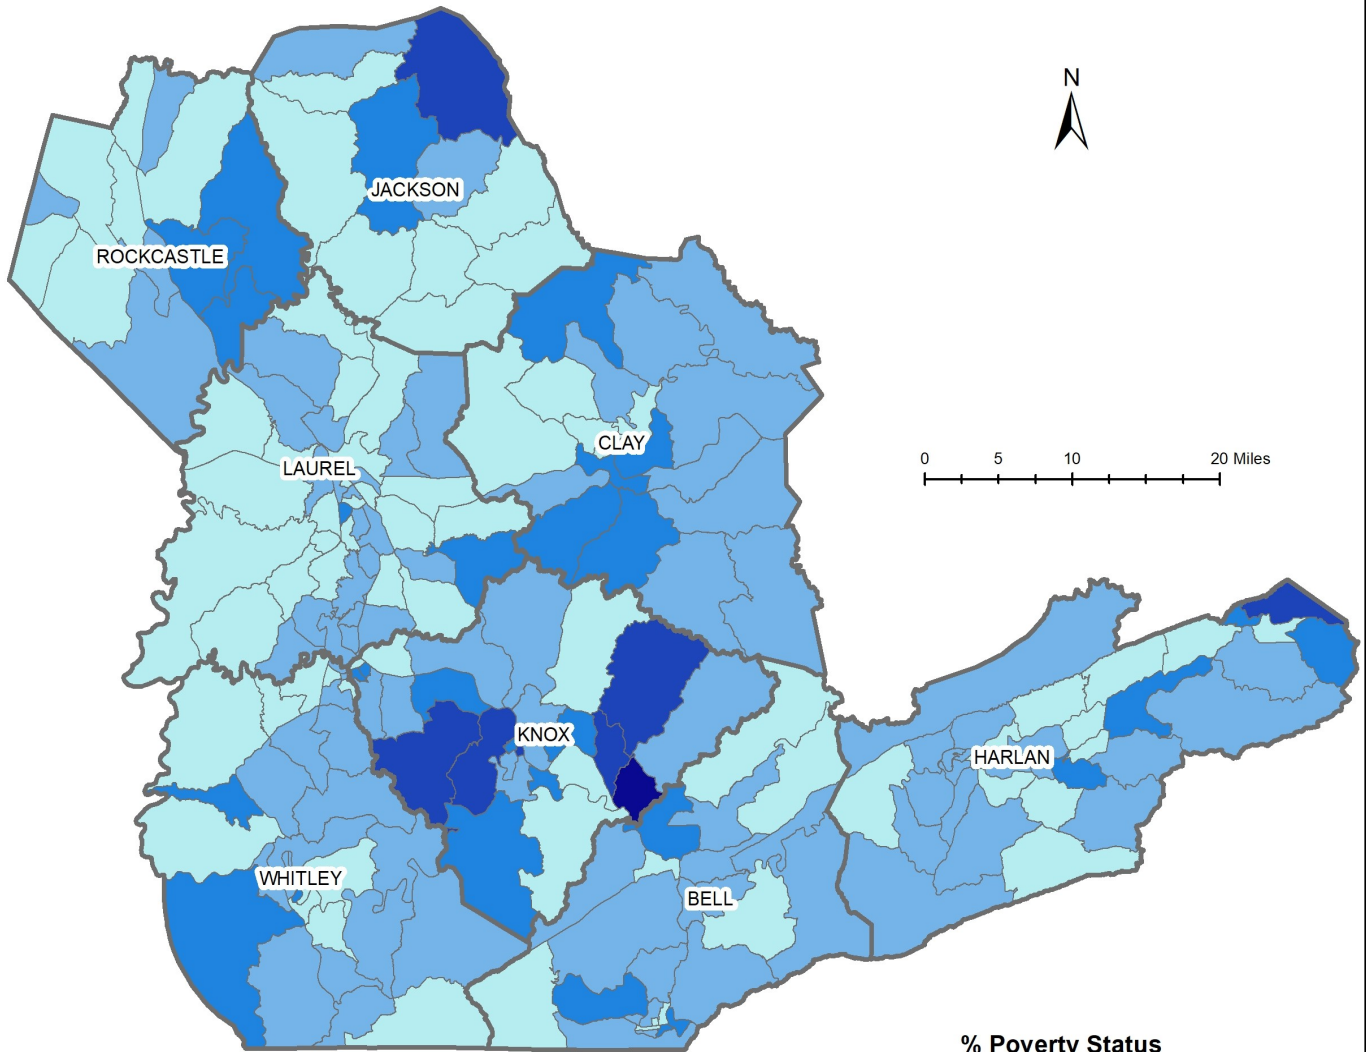 N
JACKSON
ROCKCASTLE
CLAY
0 5 10 20 Miles
LAUREL
KNOX
HARLAN
WHITLEY
BELL
% Poverty Status